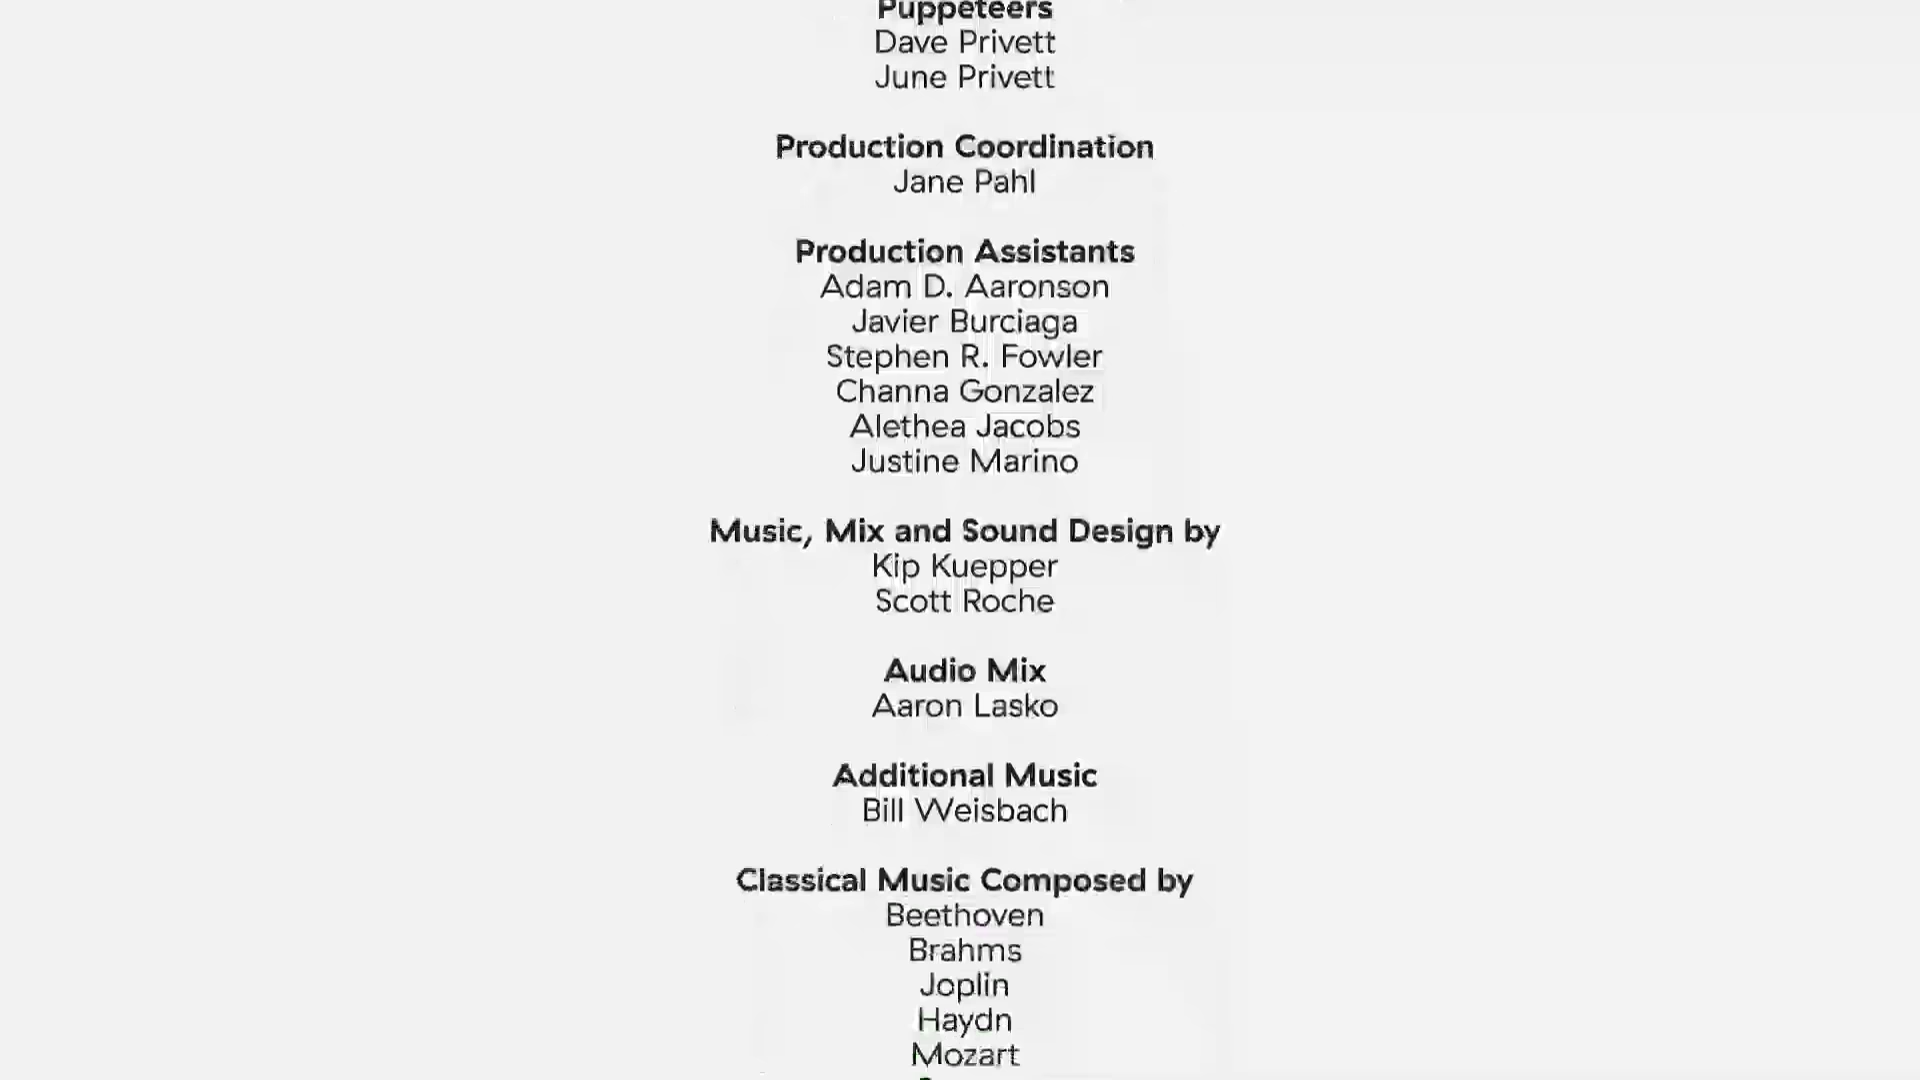 Puppeteers
Dave Privett
June Privett
Production Coordination
Jane Pahl
Production Assistants
Adam D. Aaronson
Javier Burciaga
Stephen R. Fowler
Channa Gonzalez
Alethea Jacobs
Justine Marino
Music, Mix and Sound Design by
Kip Kuepper
Scott Roche
Audio Mix
Aaron Lasko
Additional Music
Bill Weisbach
Classical Music Composed by
Beethoven
Brahms
Joplin
Haydn
Mozart